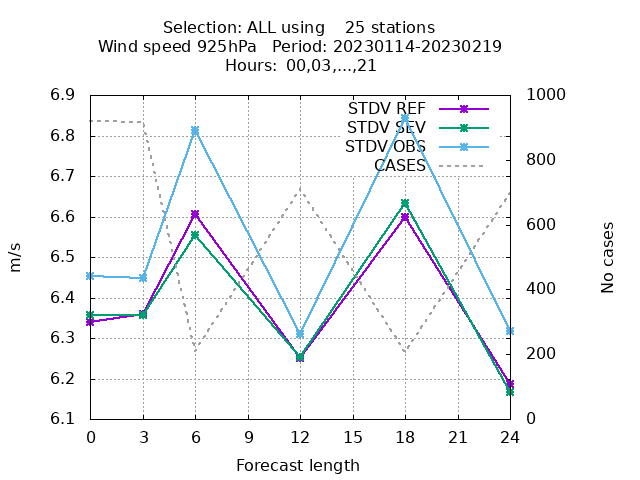 Selection: ALL using    25 stations
Wind speed 925hPa   Period: 20230114-20230219
Hours: 00,03,...,21
STDV REF
STDV SEV
STDV OBS
CASES
6.9
6.8
6.7
6.6
6.5
6.4
6.3
6.2
6.1
m/s
1000
800
600
400
200
0
No cases
0 3 6 9 12 15 18 21 24
Forecast length